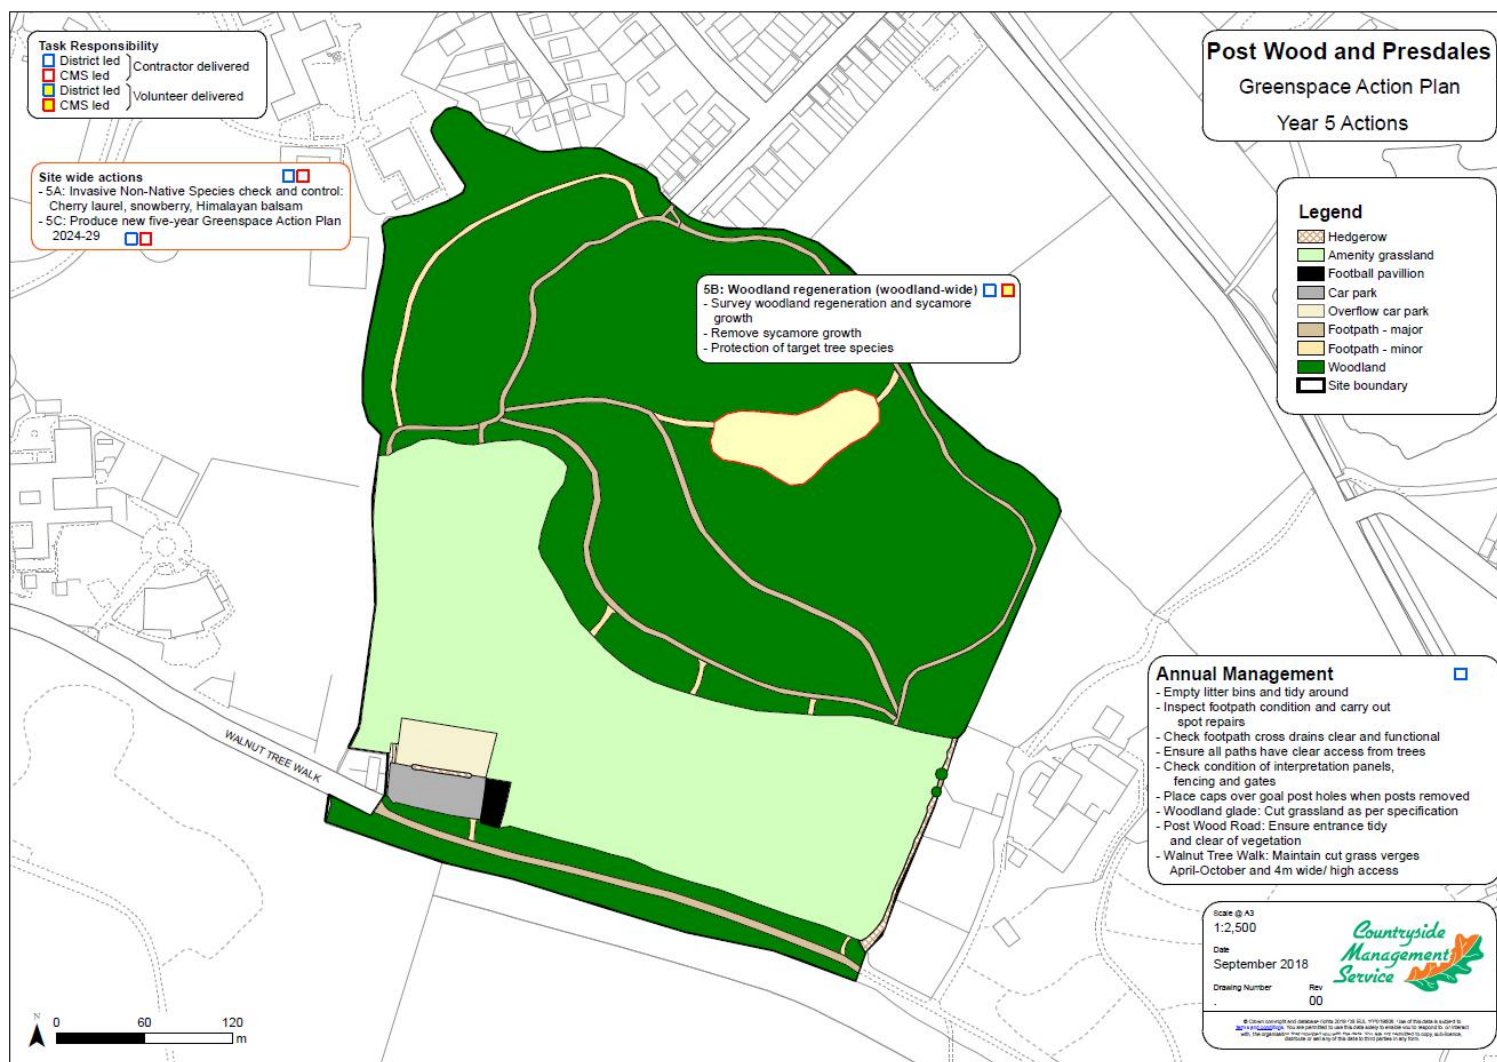 Task Responsibility
District led
CMS led
Contractor delivered
District led
CMS led
Volunteer delivered
Site wide actions
- 5A: Invasive Non-Native Species check and control:
Cherry laurel, snowberry, Himalayan balsam
- 5C: Produce new five-year Greenspace Action Plan
2024-29
Post Wood and Presdales
Greenspace Action Plan
Year 5 Actions
Legend
Hedgerow
Amenity grassland
Football pavilion
Car park
Overflow car park
Footpath - major
Footpath - minor
Woodland
Site boundary
5B: Woodland regeneration (woodland-wide)
- Survey woodland regeneration and sycamore
growth
- Remove sycamore growth
- Protection of target tree species
WALNUT TREE WALK
Annual Management
- Empty litter bins and tidy around
- Inspect footpath condition and carry out
spot repairs
- Check footpath cross drains clear and functional
- Ensure all paths have clear access from trees
- Check condition of interpretation panels,
fencing and gates
- Place caps over goal post holes when posts removed
- Woodland glade: Cut grassland as per specification
- Post Wood Road: Ensure entrance tidy
and clear of vegetation
- Walnut Tree Walk: Maintain cut grass verges
April-October and 4m wide/ high access
Scale @ A3
1:2,500
Date
September 2018
Drawing Number
Rev
.
00
Countryside
Management
Service
N
0 60 120
m